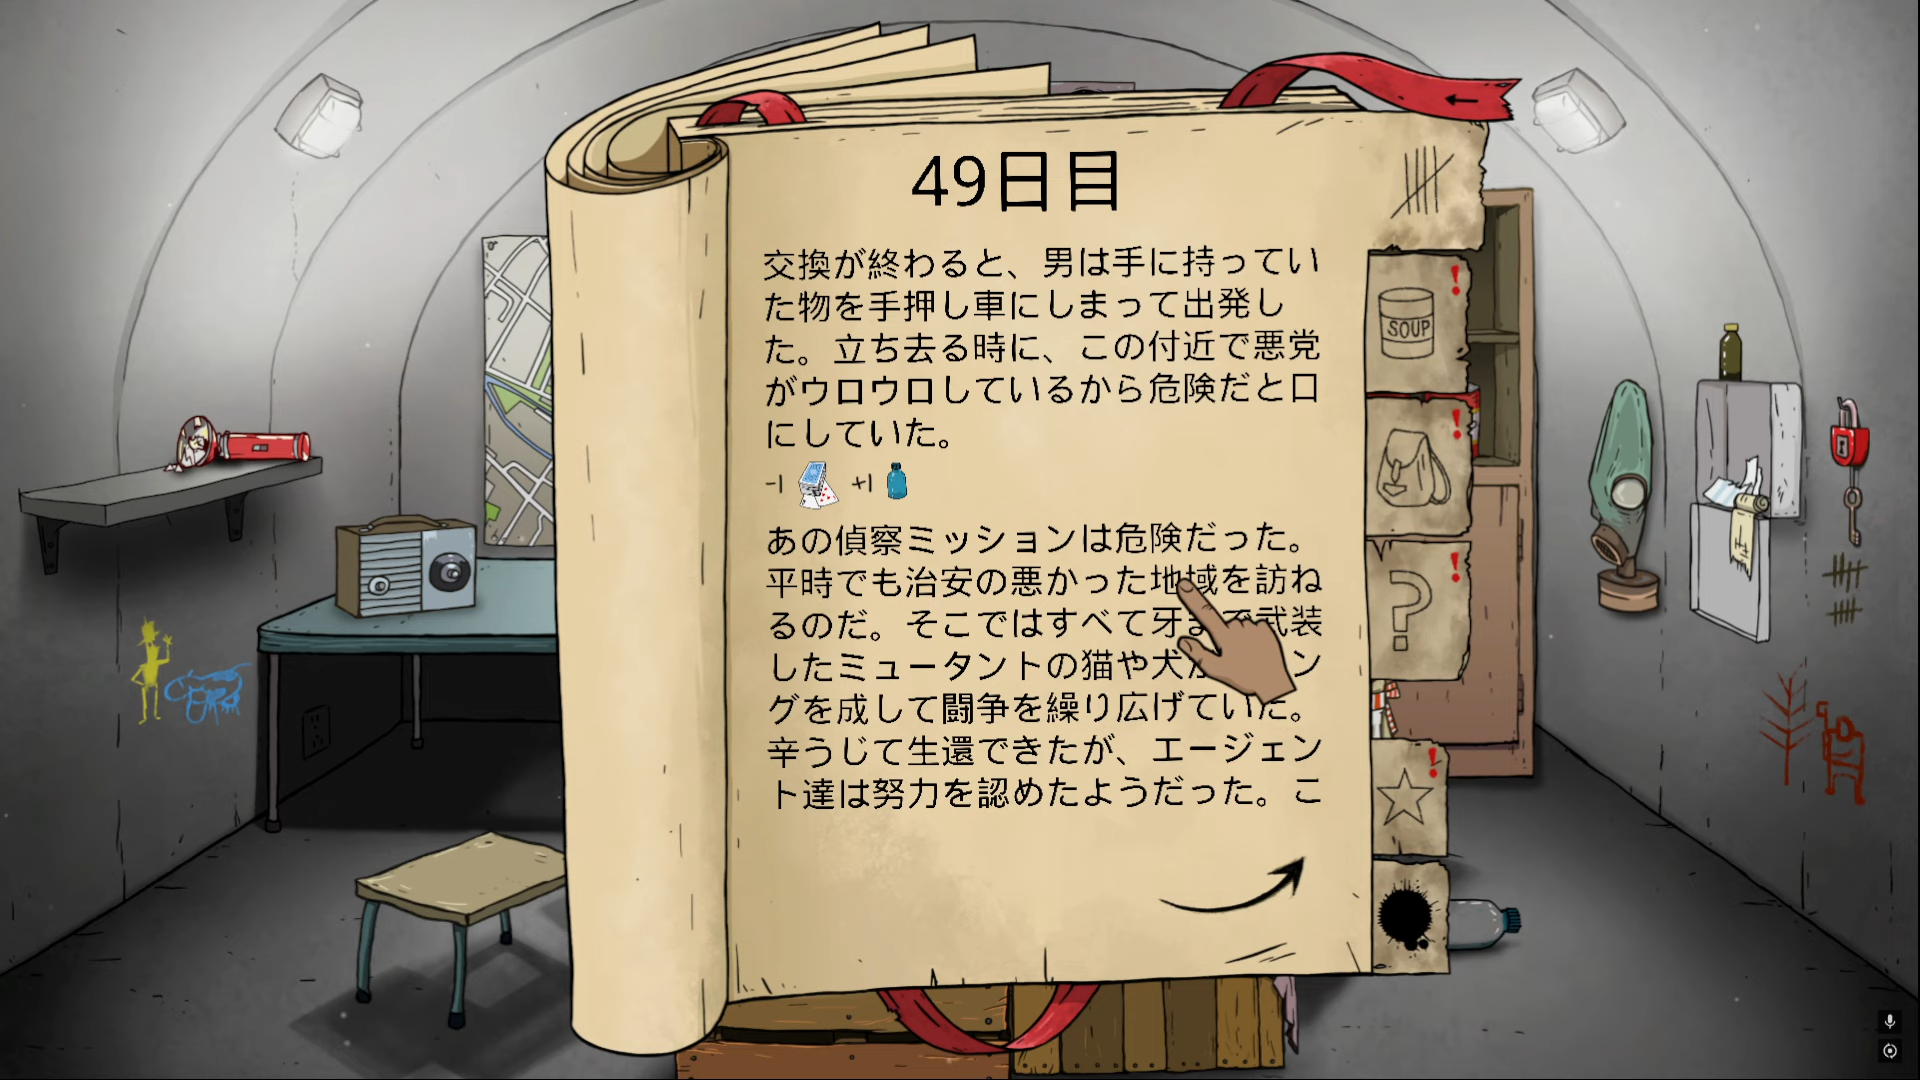 49日目
交換が終わると、男は手に持ってい
た物を手押し車にしまって出発し
た。立ち去る時に、この付近で悪党
がウロウロしているから危険だと口
にしていた。
-1 +1
あの偵察ミッションは危険だった。
平時でも治安の悪かった地域を訪ね
るのだ。そこではすべて牙まで武装
したミュータントの猫や犬が ン
グを成して闘争を繰り広げていた。
辛うじて生還できたが、エージェン
ト達は努力を認めたようだった。こ
SOUP